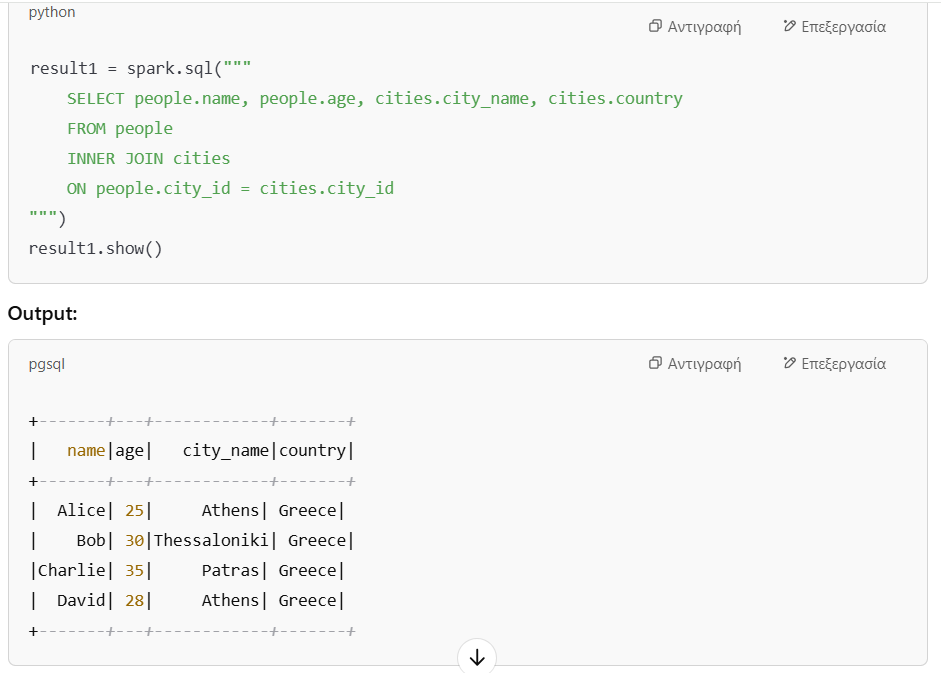 python
Αντιγραφή Επεξεργασία
result1 = spark.sql("""
    SELECT people.name, people.age, cities.city_name, cities.country
    FROM people
    INNER JOIN cities
    ON people.city_id = cities.city_id
""")
result1.show()
Output:
pgsql Αντιγραφή Επεξεργασία
+-------+---+------------+-------+
|   name|age|   city_name|country|
+-------+---+------------+-------+
|  Alice| 25|     Athens| Greece|
|    Bob| 30|Thessaloniki| Greece|
|Charlie| 35|     Patras| Greece|
|  David| 28|     Athens| Greece|
+-------+---+------------+-------+